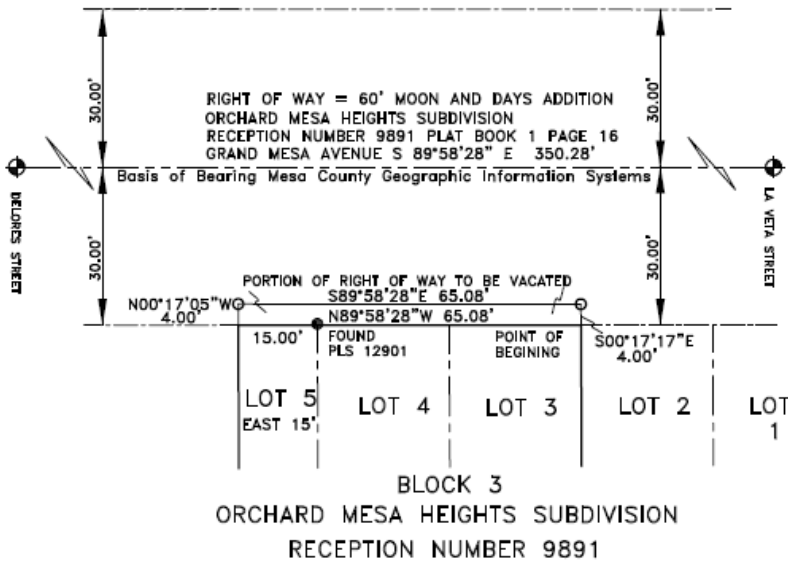 30.00'
30.00'
RIGHT OF WAY = 60' MOON AND DAYS ADDITION
ORCHARD MESA HEIGHTS SUBDIVISION
RECEPTION NUMBER 9891 PLAT BOOK 1 PAGE 16
GRAND MESA AVENUE S 89°58'28" E 350.28'
Basis of Bearing Mesa County Geographic Information Systems
DELORES STREET
LA VETA STREET
30.00'
30.00'
PORTION OF RIGHT OF WAY TO BE VACATED
N00°17'05"W
4.00'
S89°58'28"E 65.08'
N89°58'28"W 65.08'
15.00'
FOUND
PLS 12901
POINT OF
BEGINING
S00°17'17"E
4.00'
LOT 5
EAST 15'
LOT 4
LOT 3
LOT 2
LOT
1
BLOCK 3
ORCHARD MESA HEIGHTS SUBDIVISION
RECEPTION NUMBER 9891